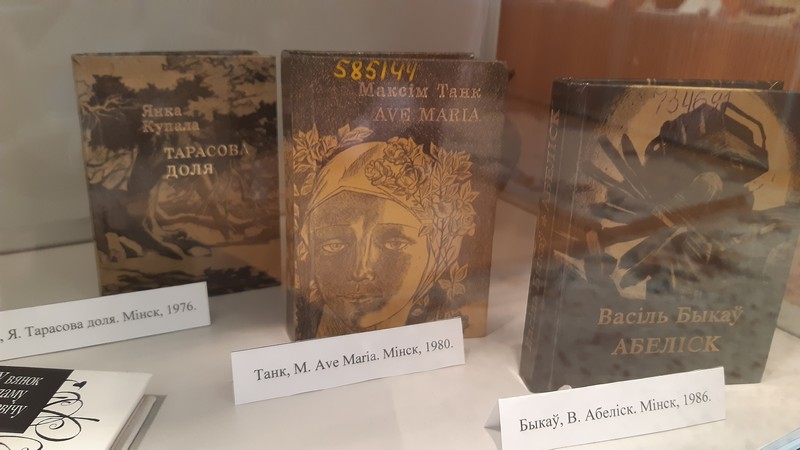 Янка
Купала
ТАРАСОВА
ДОЛЯ
585144
Максім Танк
AVE MARIA
Васіль Быкаў
АБЕЛІСК
, Я. Тарасова доля. Мінск, 1976.
Танк, М. Ave Maria. Мінск, 1980.
Быкаў, В. Абеліск. Мінск, 1986.
У вянок